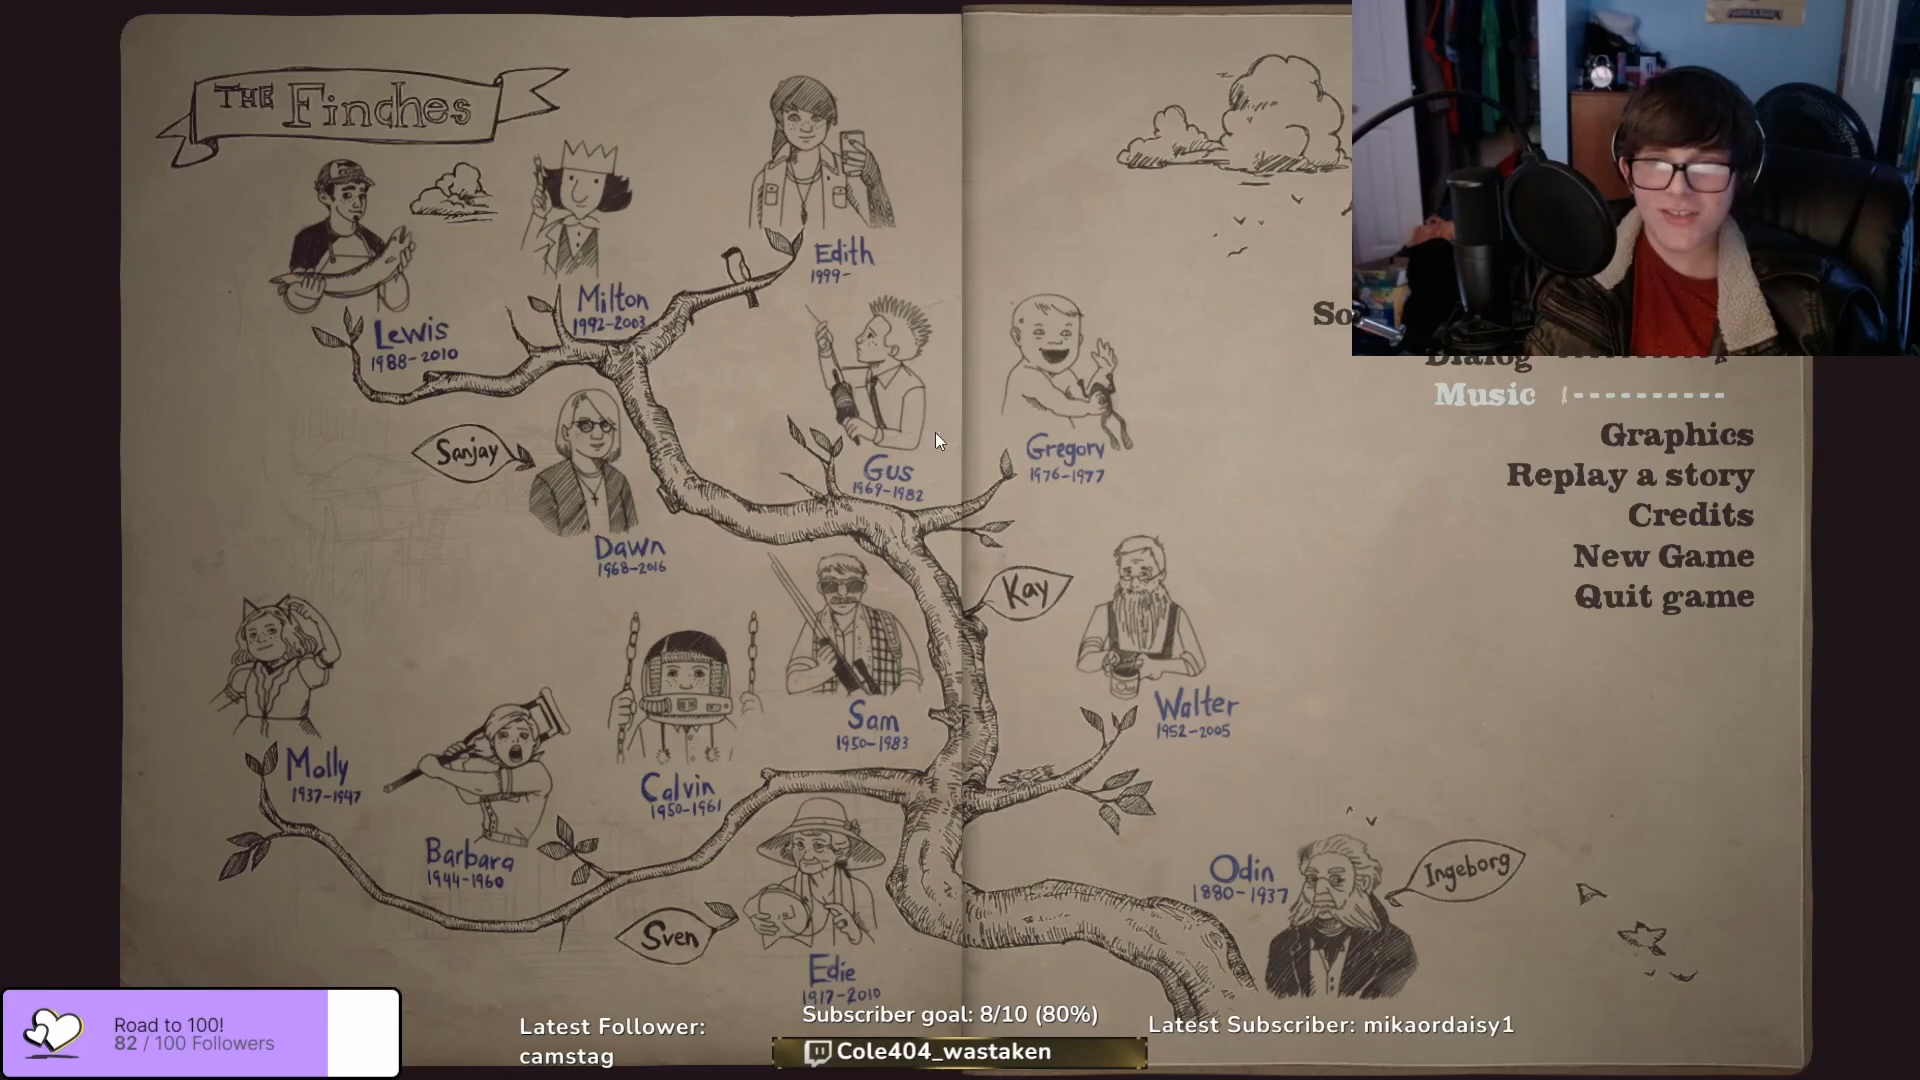 THE Finches
MINECRAFT
Edith
1999-
Milton
1992-2003
Lewis
1988-2010
So
Dialog
Music
Graphics
Replay a story
Credits
New Game
Quit game
Sanjay
Gus
1969-1982
Gregory
1976-1977
Dawn
1968-2016
Kay
Sam
1950-1983
Walter
1952-2005
Molly
1937-1947
Calvin
1950-1961
Barbara
1944-1960
Odin
1880-1937
Ingeborg
Sven
Edie
1917-2010
Road to 100!
82 / 100 Followers
Latest Follower:
camstag
Subscriber goal: 8/10 (80%)
Cole404_wastaken
Latest Subscriber: mikaordaisy1